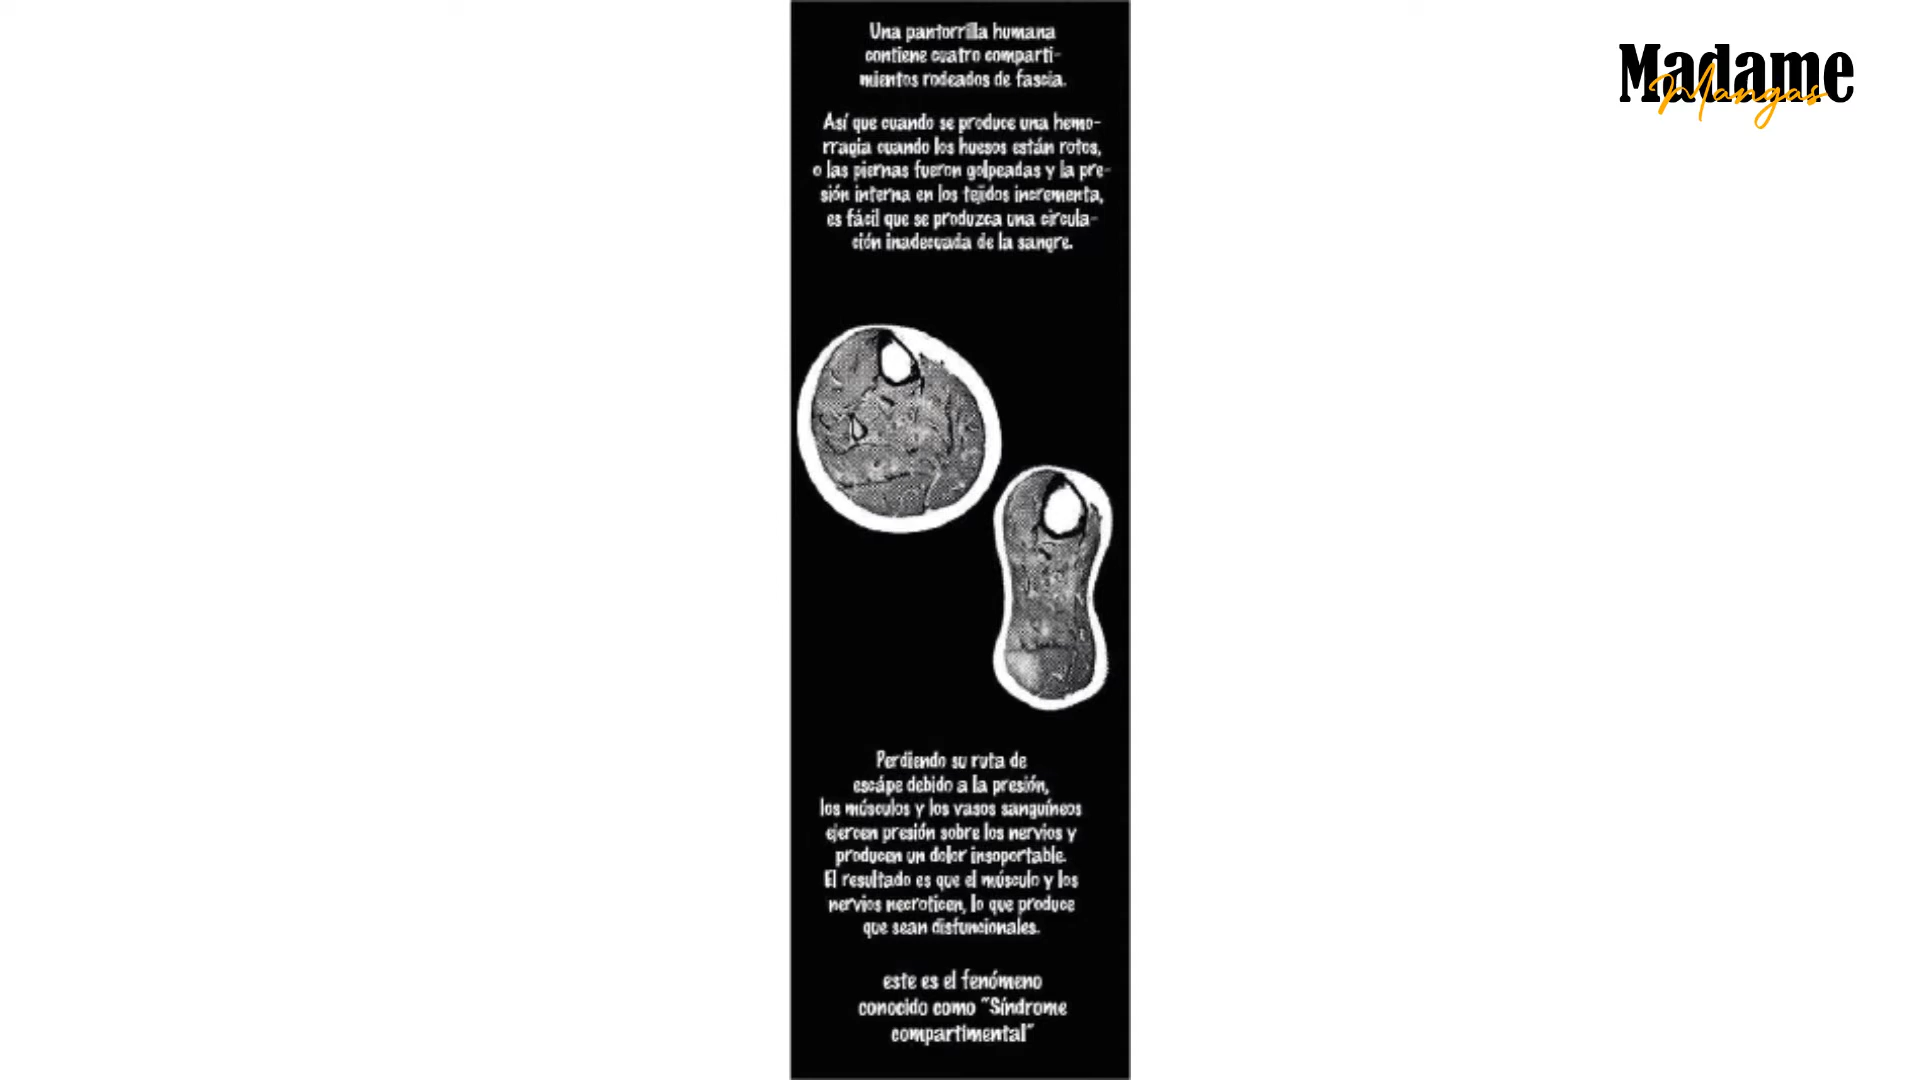 Una pantorrilla humana
contiene cuatro comparti-
mientos rodeados de fascia.
Así que cuando se produce una hemo-
rragia cuando los huesos están rotos,
o las piernas fueron golpeadas y la pre-
sión interna en los tejidos incrementa,
es fácil que se produzca una circula-
ción inadecuada de la sangre.
Perdiendo su ruta de
escápe debido a la presión,
los músculos y los vasos sanguíneos
ejercen presión sobre los nervios y
producen un dolor insoportable.
El resultado es que el músculo y los
nervios necroticen, lo que produce
que sean disfuncionales.
este es el fenómeno
conocido como "Síndrome
compartimental"
Madame
Mangas